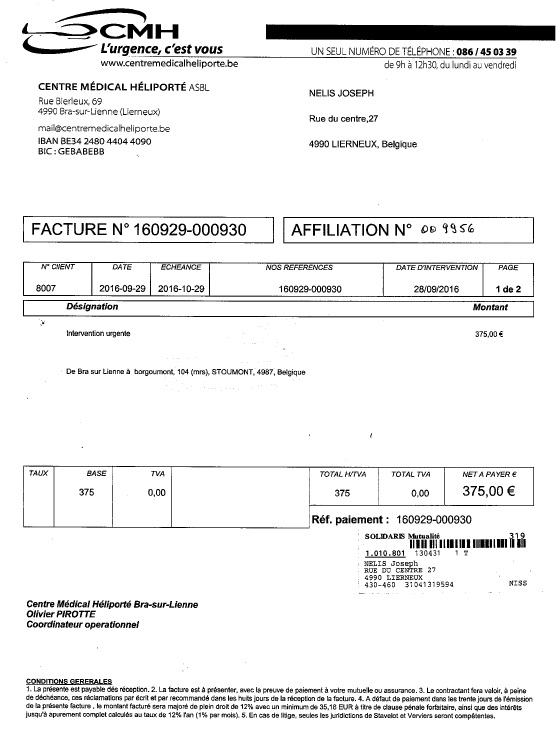 CMH
L'urgence, c'est vous
www.centremedicalheliporte.be
UN SEUL NUMÉRO DE TÉLÉPHONE : 086 / 45 03 39
de 9h à 12h30, du lundi au vendredi
CENTRE MÉDICAL HÉLIPORTÉ ASBL
Rue Bierleux, 69
4990 Bra-sur-Lienne (Lierneux)
mail@centremedicalheliporte.be
IBAN BE34 2480 4404 4090
BIC : GEBABEBB
NELIS JOSEPH
Rue du centre,27
4990 LIERNEUX, Belgique
FACTURE N° 160929-000930
AFFILIATION N° 009956
N° CLIENT DATE ECHEANCE NOS REFERENCES DATE D'INTERVENTION PAGE
8007 2016-09-29 2016-10-29 160929-000930 28/09/2016 1 de 2
Désignation Montant
Intervention urgente 375,00 €
De Bra sur Lienne à borgoumont, 104 (mrs), STOUMONT, 4987, Belgique
TAUX BASE TVA TOTAL H/TVA TOTAL TVA NET A PAYER €
375 0,00 375 0,00 375,00 €
Réf. paiement : 160929-000930
SOLIDARIS Mutualité 319
1.010.801 130431 1 T
NELIS Joseph
RUE DU CENTRE 27
4990 LIERNEUX
430-460 31041319594 NISS
Centre Médical Héliporté Bra-sur-Lienne
Olivier PIROTTE
Coordinateur operationnel
CONDITIONS GERERALES
1. La présente est payable dès réception. 2. La facture est à présenter, avec la preuve de paiement à votre mutuelle ou assurance. 3. Le contractant fera valoir, à peine
de déchéance, ces réclamations par écrit et par recommandé dans les huits jours de la réception de la facture. 4. A défaut de paiement dans les trente jours de l'émission
de la présente facture , le montant facturé sera majoré de plein droit de 12% avec un minimum de 35,18 EUR à titre de clause pénale forfaitaire, ainsi que des intérêts
jusqu'à apurement complet calculés au taux de 12% l'an (1% par mois). 5. En cas de litige, seules les juridictions de Stavelot et Verviers seront compétentes.